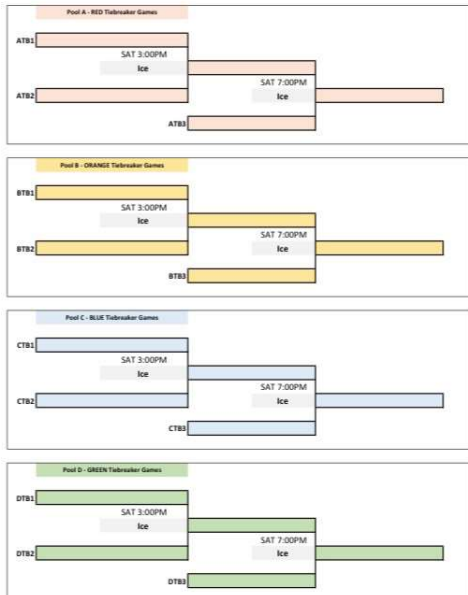 Pool A - RED Tiebreaker Games
ATB1
SAT 3:00PM
Ice
SAT 7:00PM
ATB2
Ice
ATB3
Pool B - ORANGE Tiebreaker Games
BTB1
SAT 3:00PM
Ice
SAT 7:00PM
BTB2
Ice
BTB3
Pool C - BLUE Tiebreaker Games
CTB1
SAT 3:00PM
Ice
SAT 7:00PM
CTB2
Ice
CTB3
Pool D - GREEN Tiebreaker Games
DTB1
SAT 3:00PM
Ice
SAT 7:00PM
DTB2
Ice
DTB3